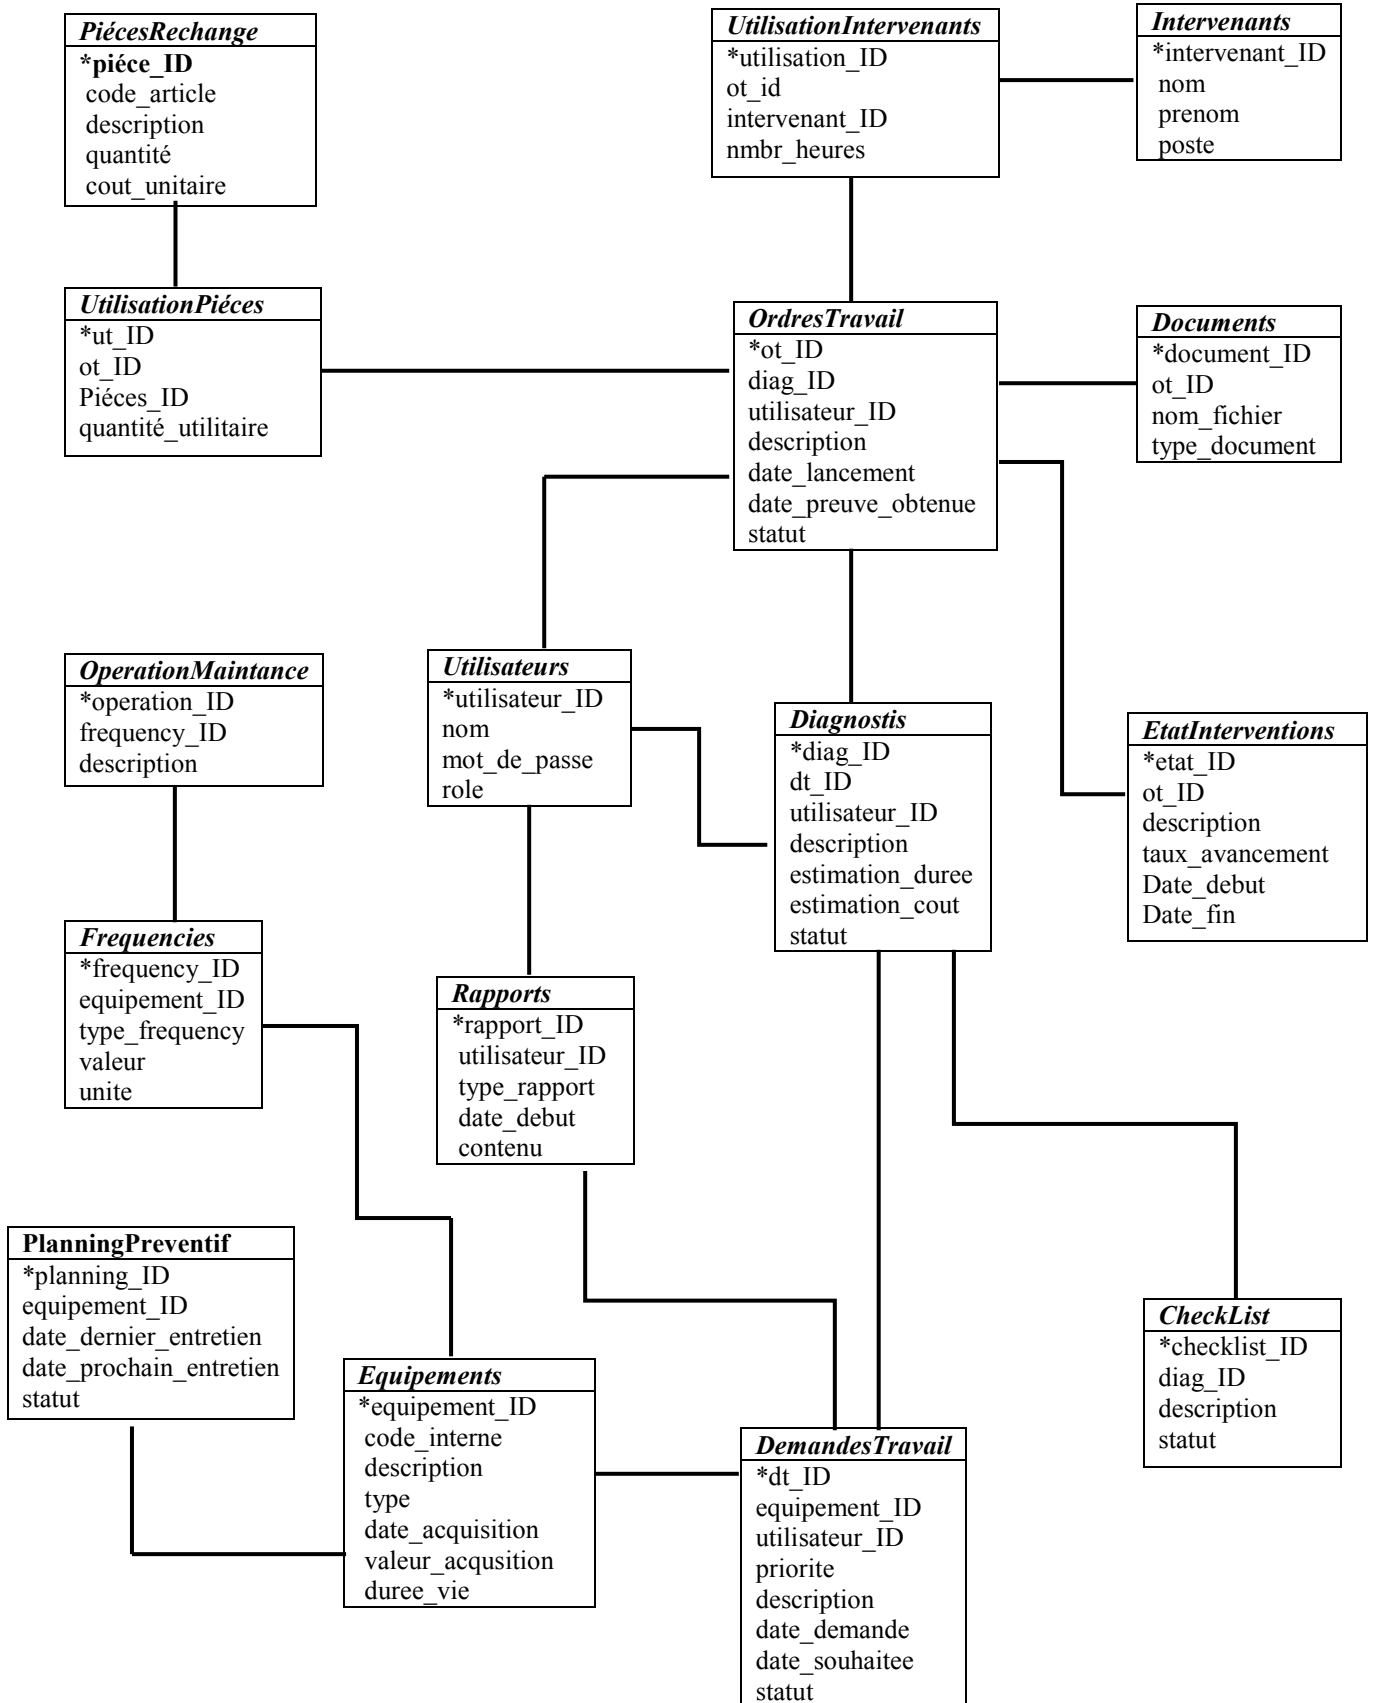 PiécesRechange
*piéce_ID
code_article
description
quantité
cout_unitaire
UtilisationIntervenants
*utilisation_ID
ot_id
intervenant_ID
nmbr_heures
Intervenants
*intervenant_ID
nom
prenom
poste
UtilisationPiéces
*ut_ID
ot_ID
Piéces_ID
quantité_utilitaire
OrdresTravail
*ot_ID
diag_ID
utilisateur_ID
description
date_lancement
date_preuve_obtenue
statut
Documents
*document_ID
ot_ID
nom_fichier
type_document
OperationMaintance
*operation_ID
frequency_ID
description
Utilisateurs
*utilisateur_ID
nom
mot_de_passe
role
Diagnostis
*diag_ID
dt_ID
utilisateur_ID
description
estimation_duree
estimation_cout
statut
EtatInterventions
*etat_ID
ot_ID
description
taux_avancement
Date_debut
Date_fin
Frequencies
*frequency_ID
equipement_ID
type_frequency
valeur
unite
Rapports
*rapport_ID
utilisateur_ID
type_rapport
date_debut
contenu
PlanningPreventif
*planning_ID
equipement_ID
date_dernier_entretien
date_prochain_entretien
statut
Equipements
*equipement_ID
code_interne
description
type
date_acquisition
valeur_acqusition
duree_vie
CheckList
*checklist_ID
diag_ID
description
statut
DemandesTravail
*dt_ID
equipement_ID
utilisateur_ID
priorite
description
date_demande
date_souhaitee
statut